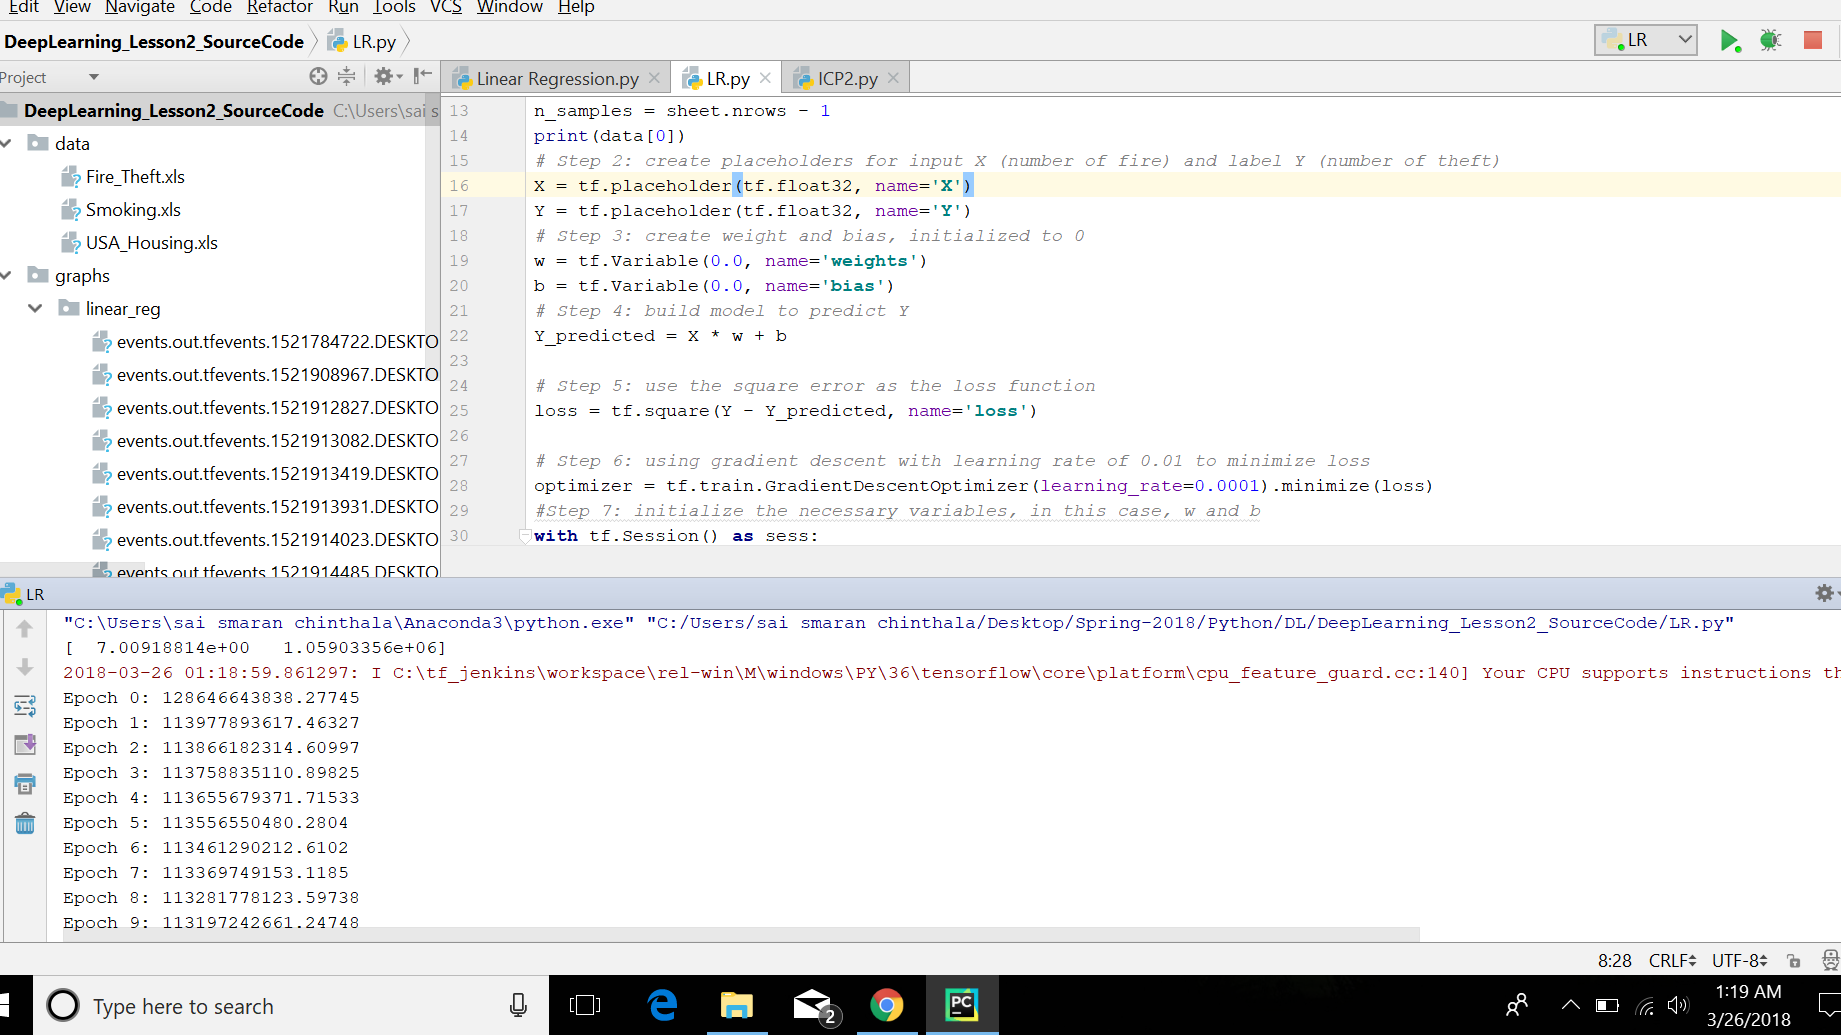 Edit View Navigate Code Refactor Run Tools VCS Window Help
DeepLearning_Lesson2_SourceCode LR.py LR
Project
Linear Regression.py LR.py ICP2.py
DeepLearning_Lesson2_SourceCode C:\Users\sai s
data
Fire_Theft.xls
Smoking.xls
USA_Housing.xls
graphs
linear_reg
events.out.tfevents.1521784722.DESKTO
events.out.tfevents.1521908967.DESKTO
events.out.tfevents.1521912827.DESKTO
events.out.tfevents.1521913082.DESKTO
events.out.tfevents.1521913419.DESKTO
events.out.tfevents.1521913931.DESKTO
events.out.tfevents.1521914023.DESKTO
events.out.tfevents.1521914485.DESKTO
13 n_samples = sheet.nrows - 1
14 print(data[0])
15 # Step 2: create placeholders for input X (number of fire) and label Y (number of theft)
16 X = tf.placeholder(tf.float32, name='X')
17 Y = tf.placeholder(tf.float32, name='Y')
18 # Step 3: create weight and bias, initialized to 0
19 w = tf.Variable(0.0, name='weights')
20 b = tf.Variable(0.0, name='bias')
21 # Step 4: build model to predict Y
22 Y_predicted = X * w + b
23
24 # Step 5: use the square error as the loss function
25 loss = tf.square(Y - Y_predicted, name='loss')
26
27 # Step 6: using gradient descent with learning rate of 0.01 to minimize loss
28 optimizer = tf.train.GradientDescentOptimizer(learning_rate=0.0001).minimize(loss)
29 #Step 7: initialize the necessary variables, in this case, w and b
30 with tf.Session() as sess:
LR
"C:\Users\sai smaran chinthala\Anaconda3\python.exe" "C:/Users/sai smaran chinthala/Desktop/Spring-2018/Python/DL/DeepLearning_Lesson2_SourceCode/LR.py"
[ 7.00918814e+00 1.05903356e+06]
2018-03-26 01:18:59.861297: I C:\tf_jenkins\workspace\rel-win\M\windows\PY\36\tensorflow\core\platform\cpu_feature_guard.cc:140] Your CPU supports instructions th
Epoch 0: 128646643838.27745
Epoch 1: 113977893617.46327
Epoch 2: 113866182314.60997
Epoch 3: 113758835110.89825
Epoch 4: 113655679371.71533
Epoch 5: 113556550480.2804
Epoch 6: 113461290212.6102
Epoch 7: 113369749153.1185
Epoch 8: 113281778123.59738
Epoch 9: 113197242661.24748
8:28 CRLF UTF-8
Type here to search
2
PC
1:19 AM
3/26/2018